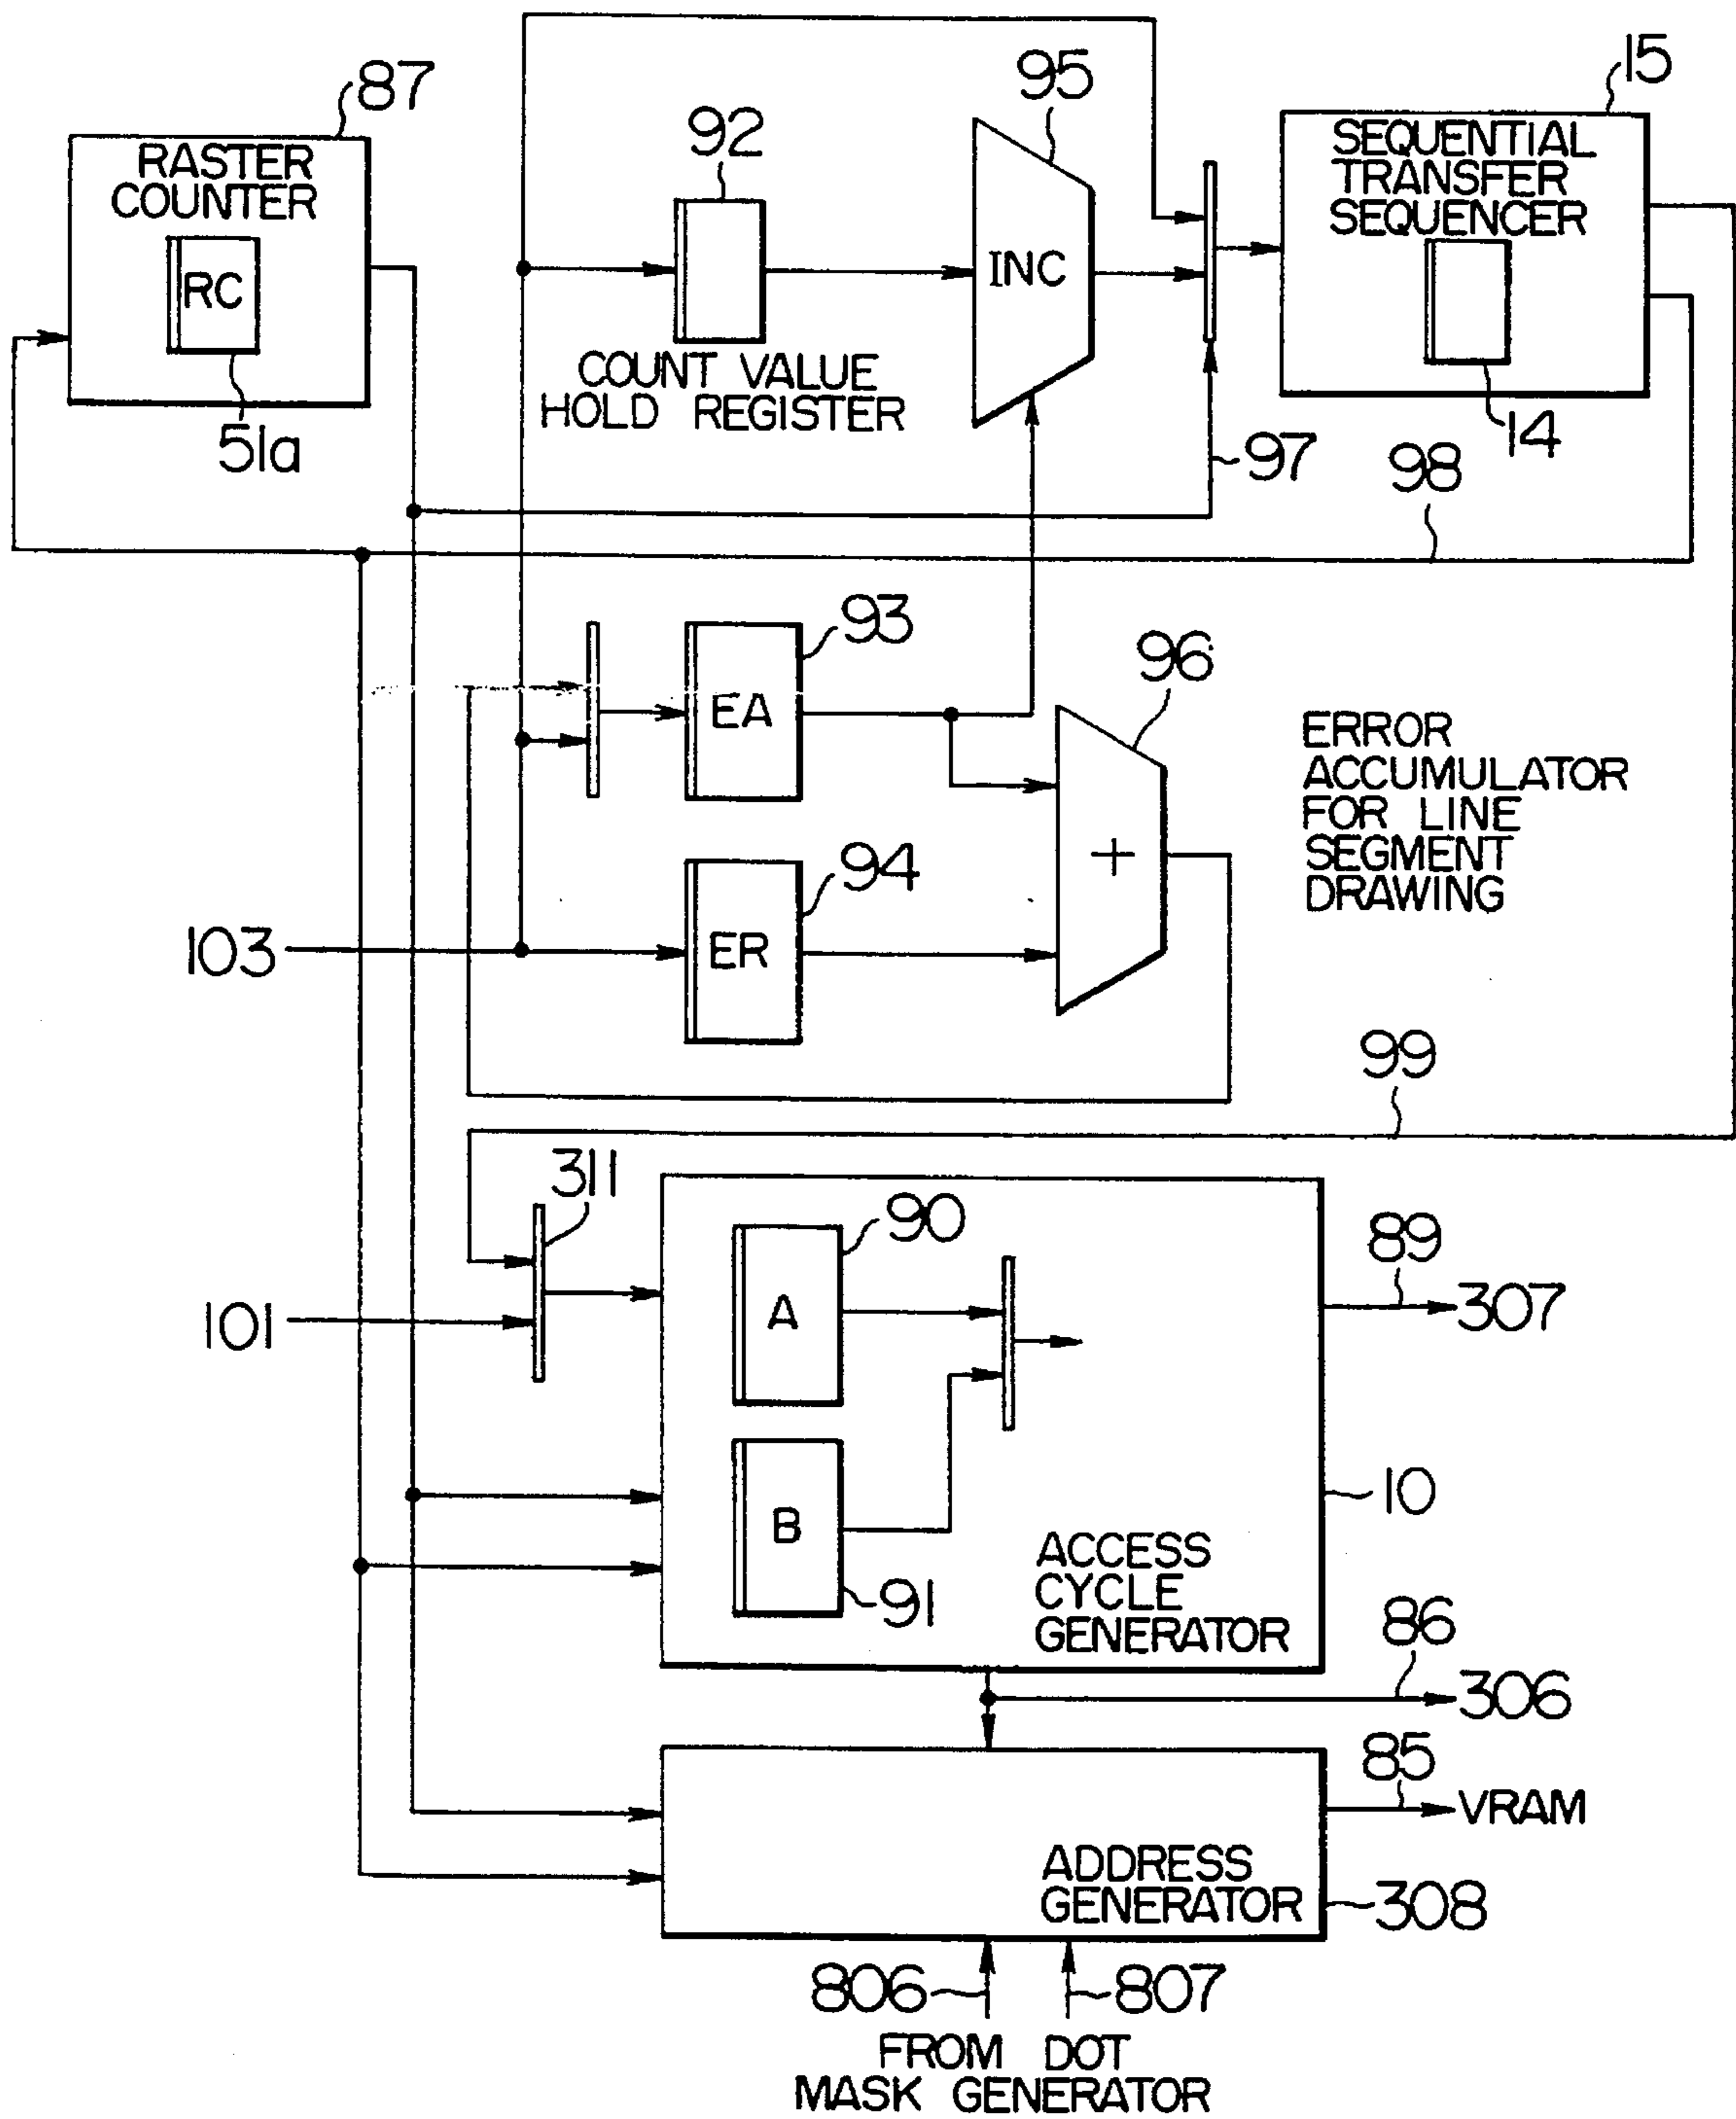 87
RASTER
COUNTER
RC
51a
92
COUNT VALUE
HOLD REGISTER
95
INC
15
SEQUENTIAL
TRANSFER
SEQUENCER
14
97
98
93
EA
94
ER
96
+
ERROR
ACCUMULATOR
FOR LINE
SEGMENT
DRAWING
103
99
311
101
90
A
B
91
ACCESS
CYCLE
GENERATOR
89
307
10
86
306
85
VRAM
ADDRESS
GENERATOR
308
806
807
FROM DOT
MASK GENERATOR